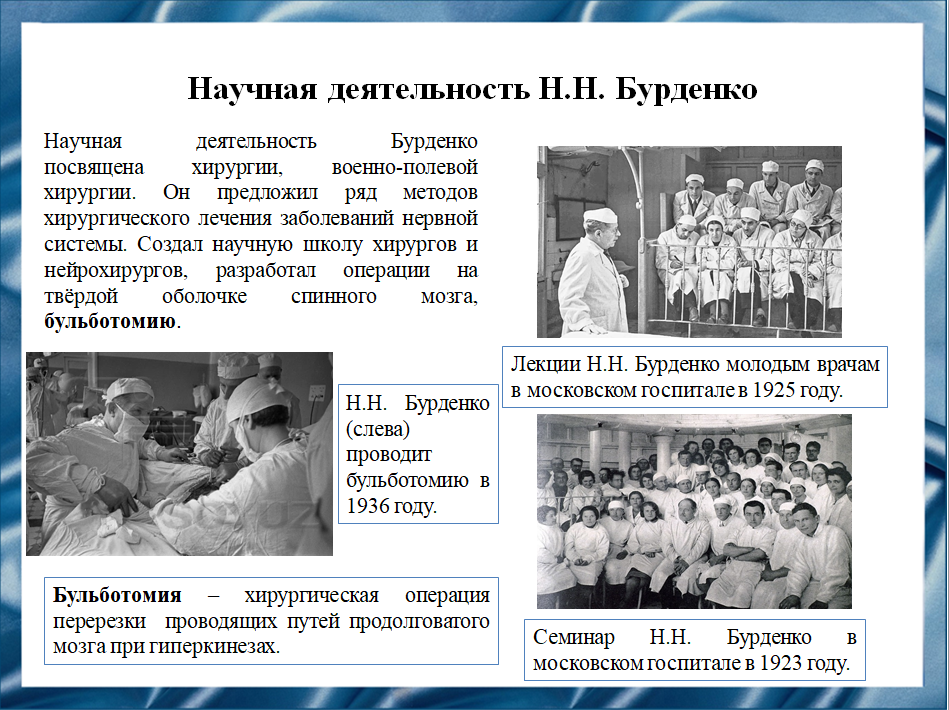 Научная деятельность Н.Н. Бурденко
Научная деятельность Бурденко
посвящена хирургии, военно-полевой
хирургии. Он предложил ряд методов
хирургического лечения заболеваний нервной
системы. Создал научную школу хирургов и
нейрохирургов, разработал операции на
твёрдой оболочке спинного мозга,
бульботомию.
Лекции Н.Н. Бурденко молодым врачам
в московском госпитале в 1925 году.
Н.Н. Бурденко
(слева)
проводит
бульботомию в
1936 году.
Бульботомия – хирургическая операция
перерезки проводящих путей продолговатого
мозга при гиперкинезах.
Семинар Н.Н. Бурденко в
московском госпитале в 1923 году.